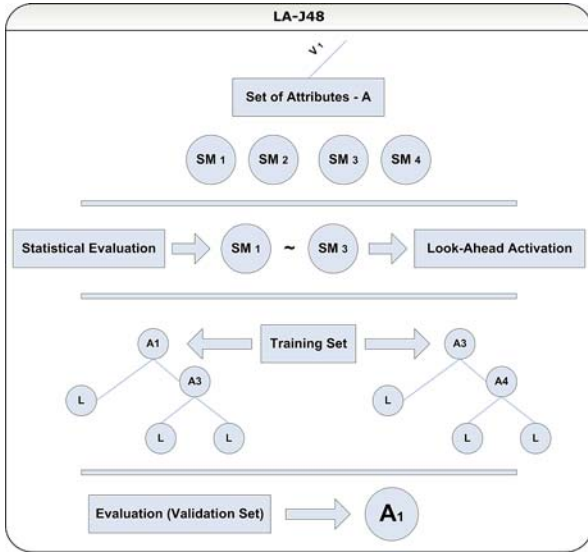 LA-J48
V 1
Set of Attributes - A
SM 1 SM 2 SM 3 SM 4
Statistical Evaluation SM 1 ~ SM 3 Look-Ahead Activation
A1 Training Set A3
L A3 L A4
L L L L
Evaluation (Validation Set) A1